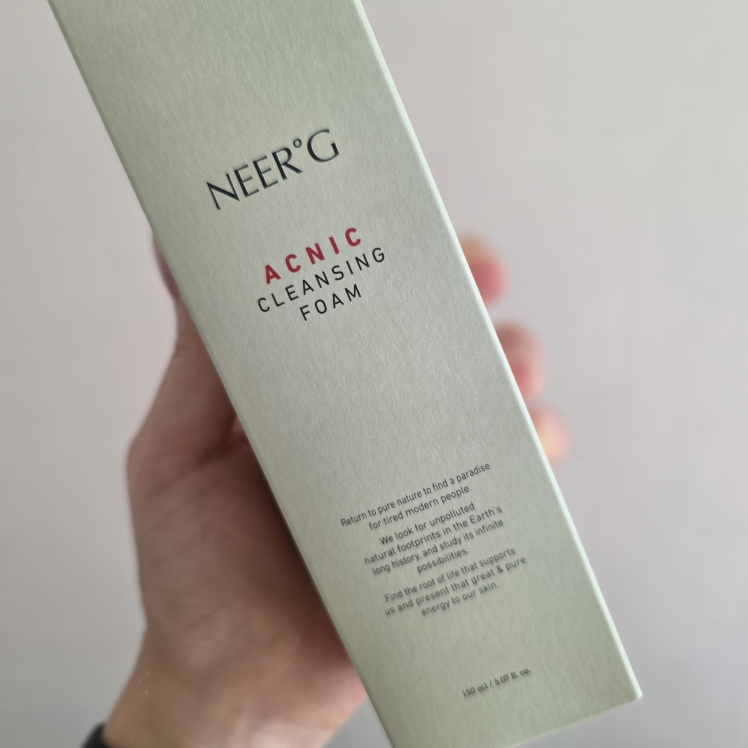 NEER°G
ACNIC
CLEANSING
FOAM
Return to pure nature to find a paradise
for tired modern people.
We look for unpolluted
natural footprints in the Earth's
long history, and study its infinite
possibilities.
Find the root of life that supports
us and present that great & pure
energy to our skin.
150 ml / 5.07 fl. oz.